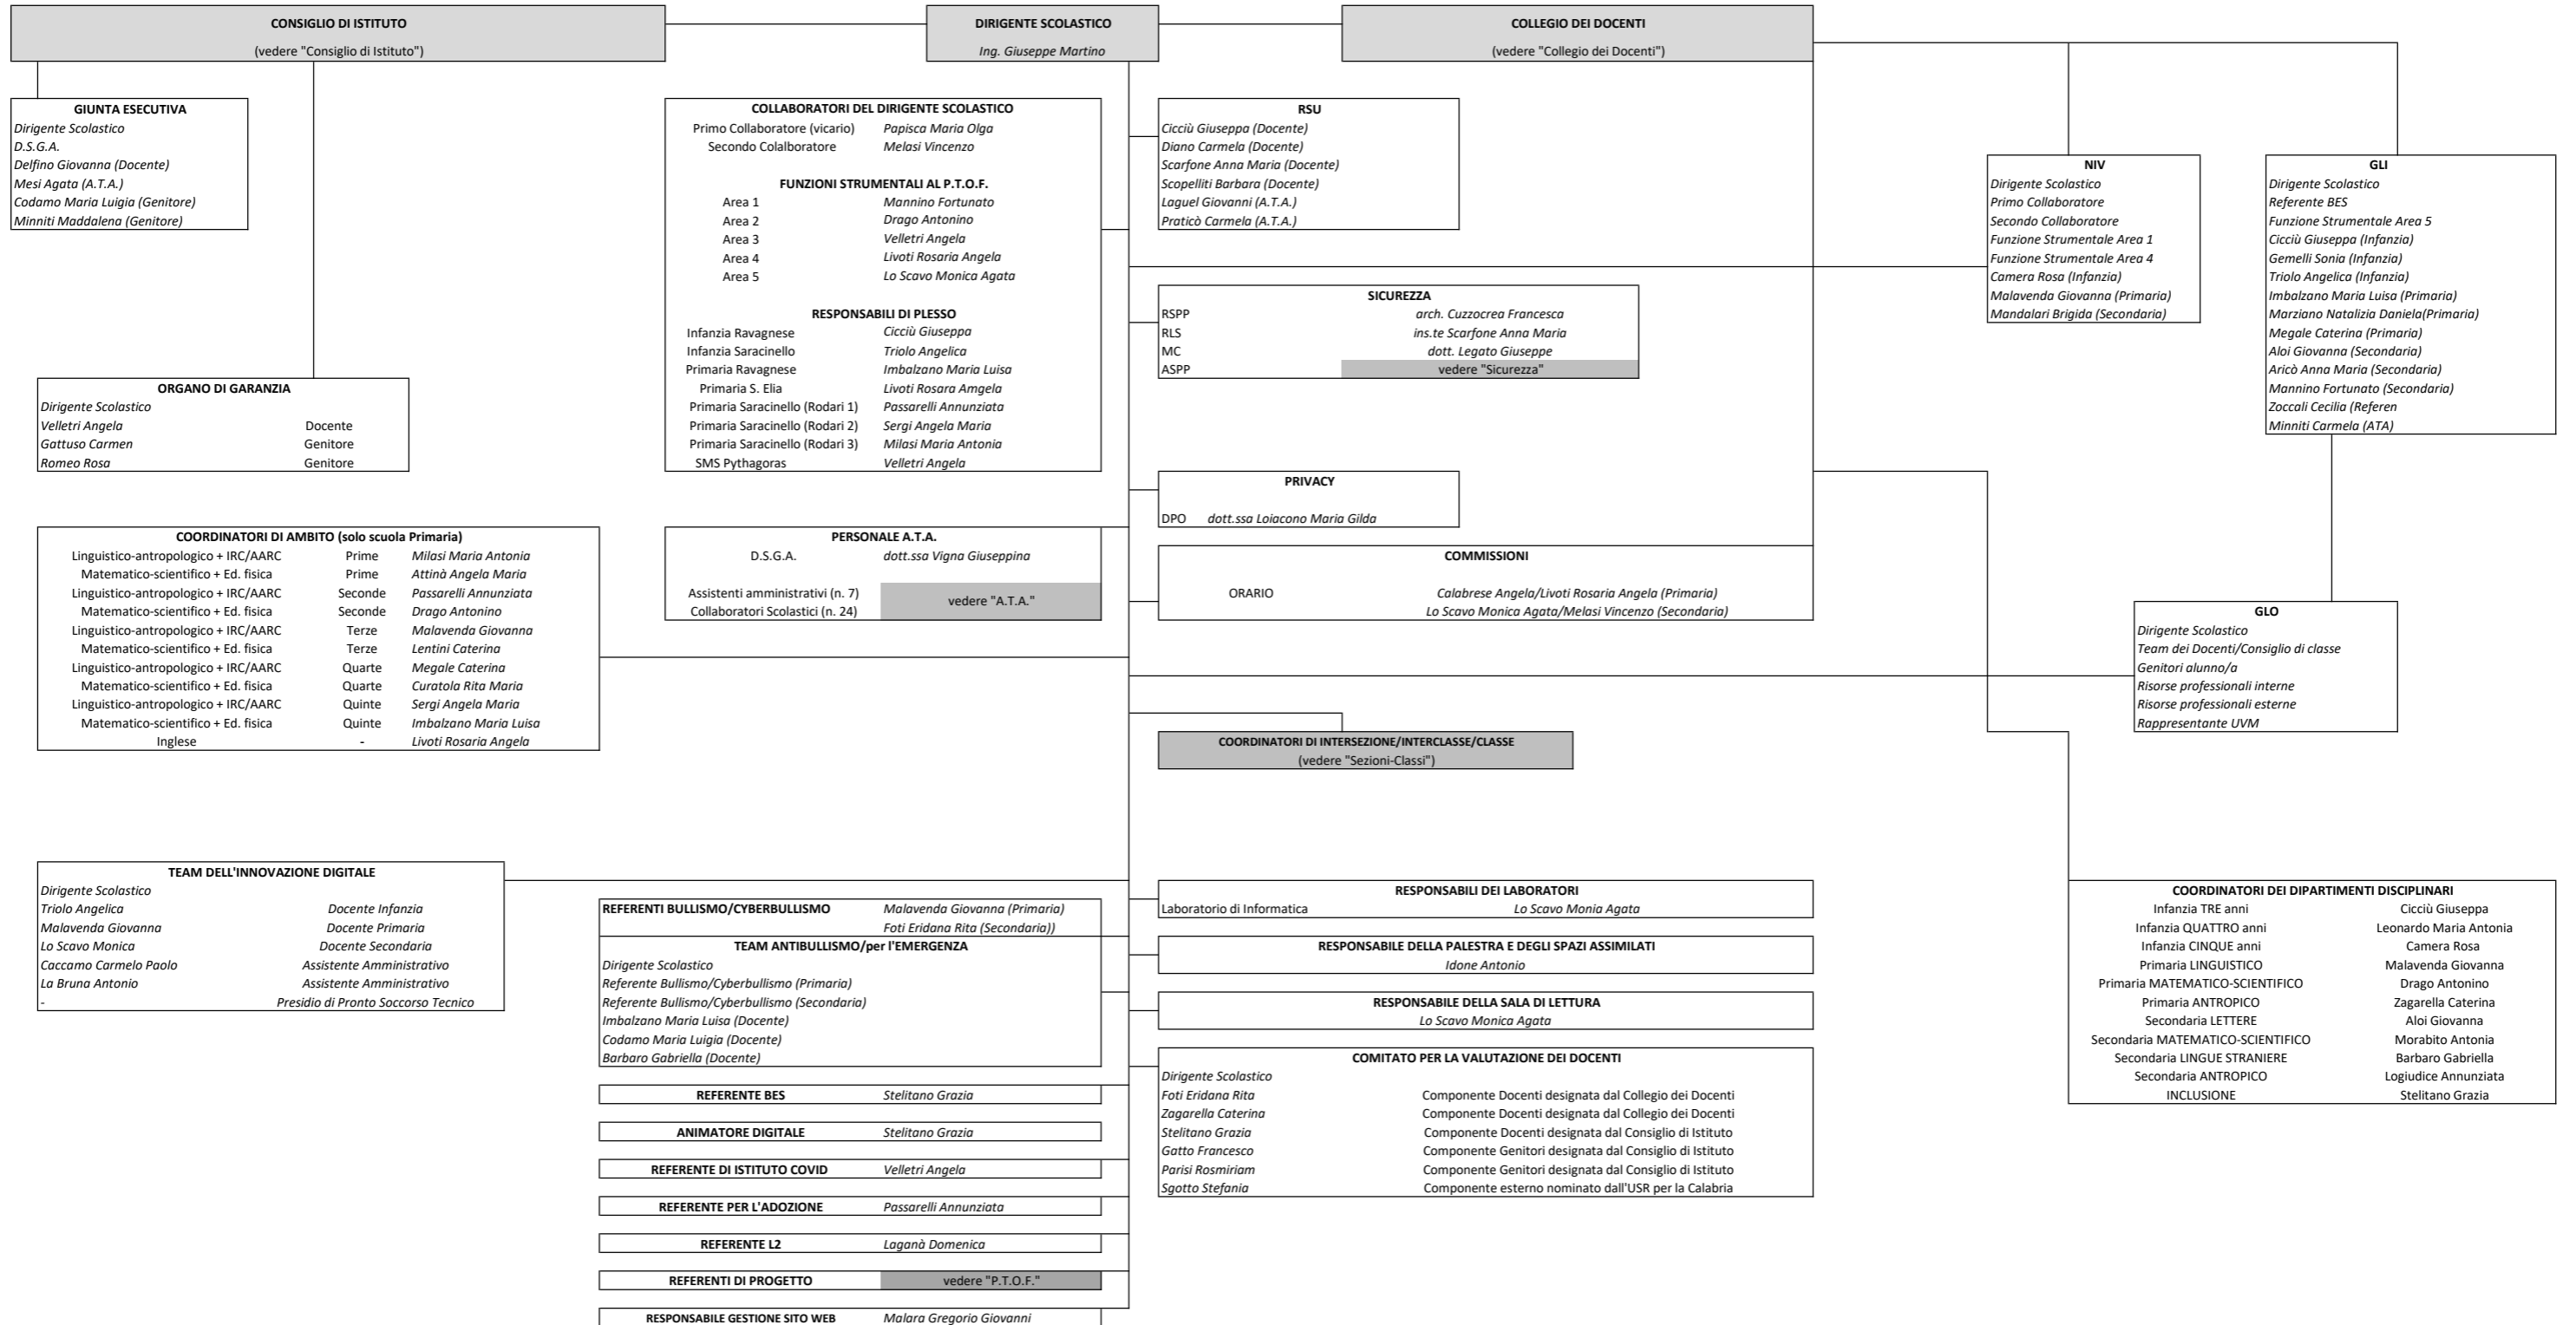 CONSIGLIO DI ISTITUTO
(vedere "Consiglio di Istituto")
DIRIGENTE SCOLASTICO
Ing. Giuseppe Martino
COLLEGIO DEI DOCENTI
(vedere "Collegio dei Docenti")
GIUNTA ESECUTIVA
Dirigente Scolastico
D.S.G.A.
Delfino Giovanna (Docente)
Mesi Agata (A.T.A.)
Codamo Maria Luigia (Genitore)
Minniti Maddalena (Genitore)
COLLABORATORI DEL DIRIGENTE SCOLASTICO
Primo Collaboratore (vicario) Papisca Maria Olga
Secondo Colalboratore Melasi Vincenzo
FUNZIONI STRUMENTALI AL P.T.O.F.
Area 1 Mannino Fortunato
Area 2 Drago Antonino
Area 3 Velletri Angela
Area 4 Livoti Rosaria Angela
Area 5 Lo Scavo Monica Agata
RESPONSABILI DI PLESSO
Infanzia Ravagnese Cicciù Giuseppa
Infanzia Saracinello Triolo Angelica
Primaria Ravagnese Imbalzano Maria Luisa
Primaria S. Elia Livoti Rosara Amgela
Primaria Saracinello (Rodari 1) Passarelli Annunziata
Primaria Saracinello (Rodari 2) Sergi Angela Maria
Primaria Saracinello (Rodari 3) Milasi Maria Antonia
SMS Pythagoras Velletri Angela
RSU
Cicciù Giuseppa (Docente)
Diano Carmela (Docente)
Scarfone Anna Maria (Docente)
Scopelliti Barbara (Docente)
Laguel Giovanni (A.T.A.)
Praticò Carmela (A.T.A.)
NIV
Dirigente Scolastico
Primo Collaboratore
Secondo Collaboratore
Funzione Strumentale Area 1
Funzione Strumentale Area 4
Camera Rosa (Infanzia)
Malavenda Giovanna (Primaria)
Mandalari Brigida (Secondaria)
GLI
Dirigente Scolastico
Referente BES
Funzione Strumentale Area 5
Cicciù Giuseppa (Infanzia)
Gemelli Sonia (Infanzia)
Triolo Angelica (Infanzia)
Imbalzano Maria Luisa (Primaria)
Marziano Natalizia Daniela(Primaria)
Megale Caterina (Primaria)
Aloi Giovanna (Secondaria)
Aricò Anna Maria (Secondaria)
Mannino Fortunato (Secondaria)
Zoccali Cecilia (Referen
Minniti Carmela (ATA)
SICUREZZA
RSPP arch. Cuzzocrea Francesca
RLS ins.te Scarfone Anna Maria
MC dott. Legato Giuseppe
ASPP vedere "Sicurezza"
ORGANO DI GARANZIA
Dirigente Scolastico
Velletri Angela Docente
Gattuso Carmen Genitore
Romeo Rosa Genitore
PRIVACY
DPO dott.ssa Loiacono Maria Gilda
COORDINATORI DI AMBITO (solo scuola Primaria)
Linguistico-antropologico + IRC/AARC Prime Milasi Maria Antonia
Matematico-scientifico + Ed. fisica Prime Attinà Angela Maria
Linguistico-antropologico + IRC/AARC Seconde Passarelli Annunziata
Matematico-scientifico + Ed. fisica Seconde Drago Antonino
Linguistico-antropologico + IRC/AARC Terze Malavenda Giovanna
Matematico-scientifico + Ed. fisica Terze Lentini Caterina
Linguistico-antropologico + IRC/AARC Quarte Megale Caterina
Matematico-scientifico + Ed. fisica Quarte Curatola Rita Maria
Linguistico-antropologico + IRC/AARC Quinte Sergi Angela Maria
Matematico-scientifico + Ed. fisica Quinte Imbalzano Maria Luisa
Inglese - Livoti Rosaria Angela
PERSONALE A.T.A.
D.S.G.A. dott.ssa Vigna Giuseppina
Assistenti amministrativi (n. 7)
vedere "A.T.A."
Collaboratori Scolastici (n. 24)
COMMISSIONI
ORARIO Calabrese Angela/Livoti Rosaria Angela (Primaria)
Lo Scavo Monica Agata/Melasi Vincenzo (Secondaria)
GLO
Dirigente Scolastico
Team dei Docenti/Consiglio di classe
Genitori alunno/a
Risorse professionali interne
Risorse professionali esterne
Rappresentante UVM
COORDINATORI DI INTERSEZIONE/INTERCLASSE/CLASSE
(vedere "Sezioni-Classi")
TEAM DELL'INNOVAZIONE DIGITALE
Dirigente Scolastico
Triolo Angelica Docente Infanzia
Malavenda Giovanna Docente Primaria
Lo Scavo Monica Docente Secondaria
Caccamo Carmelo Paolo Assistente Amministrativo
La Bruna Antonio Assistente Amministrativo
- Presidio di Pronto Soccorso Tecnico
REFERENTI BULLISMO/CYBERBULLISMO Malavenda Giovanna (Primaria)
Foti Eridana Rita (Secondaria))
TEAM ANTIBULLISMO/per l'EMERGENZA
Dirigente Scolastico
Referente Bullismo/Cyberbullismo (Primaria)
Referente Bullismo/Cyberbullismo (Secondaria)
Imbalzano Maria Luisa (Docente)
Codamo Maria Luigia (Docente)
Barbaro Gabriella (Docente)
REFERENTE BES Stelitano Grazia
ANIMATORE DIGITALE Stelitano Grazia
REFERENTE DI ISTITUTO COVID Velletri Angela
REFERENTE PER L'ADOZIONE Passarelli Annunziata
REFERENTE L2 Laganà Domenica
REFERENTI DI PROGETTO vedere "P.T.O.F."
RESPONSABILE GESTIONE SITO WEB Malara Gregorio Giovanni
RESPONSABILI DEI LABORATORI
Laboratorio di Informatica Lo Scavo Monia Agata
RESPONSABILE DELLA PALESTRA E DEGLI SPAZI ASSIMILATI
Idone Antonio
RESPONSABILE DELLA SALA DI LETTURA
Lo Scavo Monica Agata
COMITATO PER LA VALUTAZIONE DEI DOCENTI
Dirigente Scolastico
Foti Eridana Rita Componente Docenti designata dal Collegio dei Docenti
Zagarella Caterina Componente Docenti designata dal Collegio dei Docenti
Stelitano Grazia Componente Docenti designata dal Consiglio di Istituto
Gatto Francesco Componente Genitori designata dal Consiglio di Istituto
Parisi Rosmiriam Componente Genitori designata dal Consiglio di Istituto
Sgotto Stefania Componente esterno nominato dall'USR per la Calabria
COORDINATORI DEI DIPARTIMENTI DISCIPLINARI
Infanzia TRE anni Cicciù Giuseppa
Infanzia QUATTRO anni Leonardo Maria Antonia
Infanzia CINQUE anni Camera Rosa
Primaria LINGUISTICO Malavenda Giovanna
Primaria MATEMATICO-SCIENTIFICO Drago Antonino
Primaria ANTROPICO Zagarella Caterina
Secondaria LETTERE Aloi Giovanna
Secondaria MATEMATICO-SCIENTIFICO Morabito Antonia
Secondaria LINGUE STRANIERE Barbaro Gabriella
Secondaria ANTROPICO Logiudice Annunziata
INCLUSIONE Stelitano Grazia